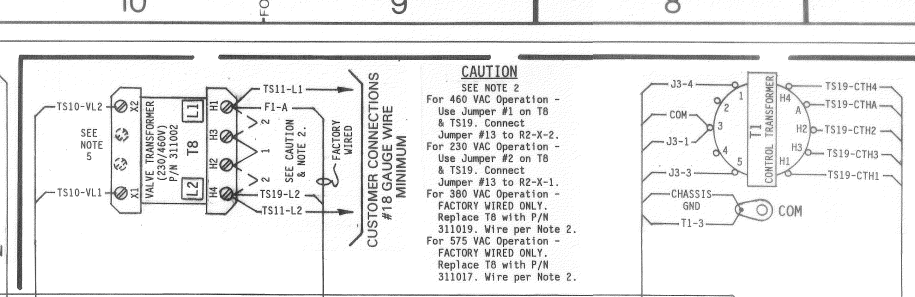 10
FO
9
8
TS10-VL2
SEE
NOTE
5
TS10-VL1
X2
X1
VALVE TRANSFORMER
(230/460V)
P/N 311002
L1
T8
L2
H1
H3
H2
H4
TS11-L1
F1-A
2
1
2
SEE CAUTION
& NOTE 2.
TS19-L2
TS11-L2
FACTORY
WIRED
CUSTOMER CONNECTIONS
#18 GAUGE WIRE
MINIMUM
CAUTION
SEE NOTE 2
For 460 VAC Operation -
Use Jumper #1 on T8
& TS19. Connect
Jumper #13 to R2-X-2.
For 230 VAC Operation -
Use Jumper #2 on T8
& TS19. Connect
Jumper #13 to R2-X-1.
For 380 VAC Operation -
FACTORY WIRED ONLY.
Replace T8 with P/N
311019. Wire per Note 2.
For 575 VAC Operation -
FACTORY WIRED ONLY.
Replace T8 with P/N
311017. Wire per Note 2.
J3-4
COM
J3-1
J3-3
1
2
3
4
5
T1
CONTROL TRANSFORMER
H4
A
H2
H3
H1
TS19-CTH4
TS19-CTHA
TS19-CTH2
TS19-CTH3
TS19-CTH1
CHASSIS
GND
T1-3
COM